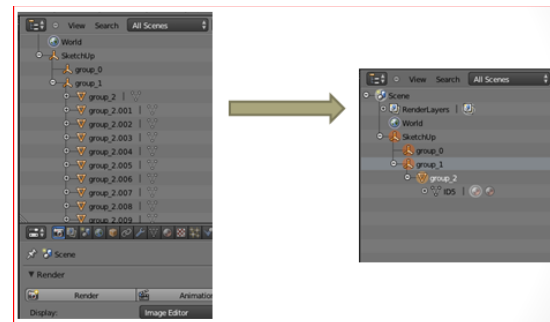 View Search All Scenes
World
SketchUp
group_0
group_1
group_2
group_2.001
group_2.002
group_2.003
group_2.004
group_2.005
group_2.006
group_2.007
group_2.008
group_2.009
Scene
Render
Render Animation
Display: Image Editor
View Search All Scenes
Scene
RenderLayers
World
SketchUp
group_0
group_1
group_2
ID5